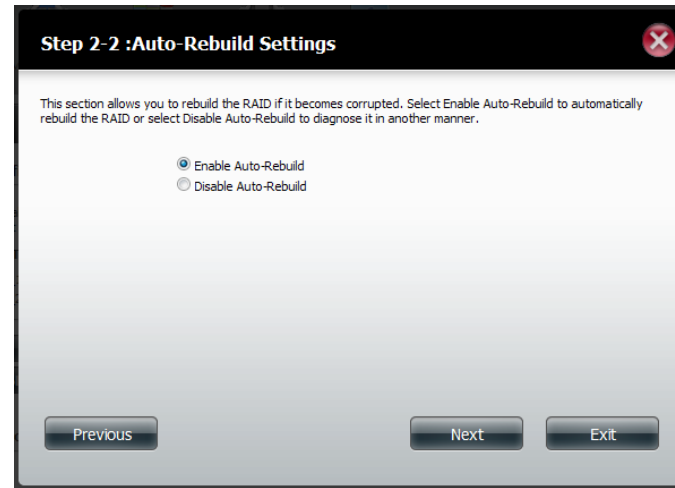 Step 2-2 :Auto-Rebuild Settings
This section allows you to rebuild the RAID if it becomes corrupted. Select Enable Auto-Rebuild to automatically
rebuild the RAID or select Disable Auto-Rebuild to diagnose it in another manner.
Enable Auto-Rebuild
Disable Auto-Rebuild
Previous
Next
Exit